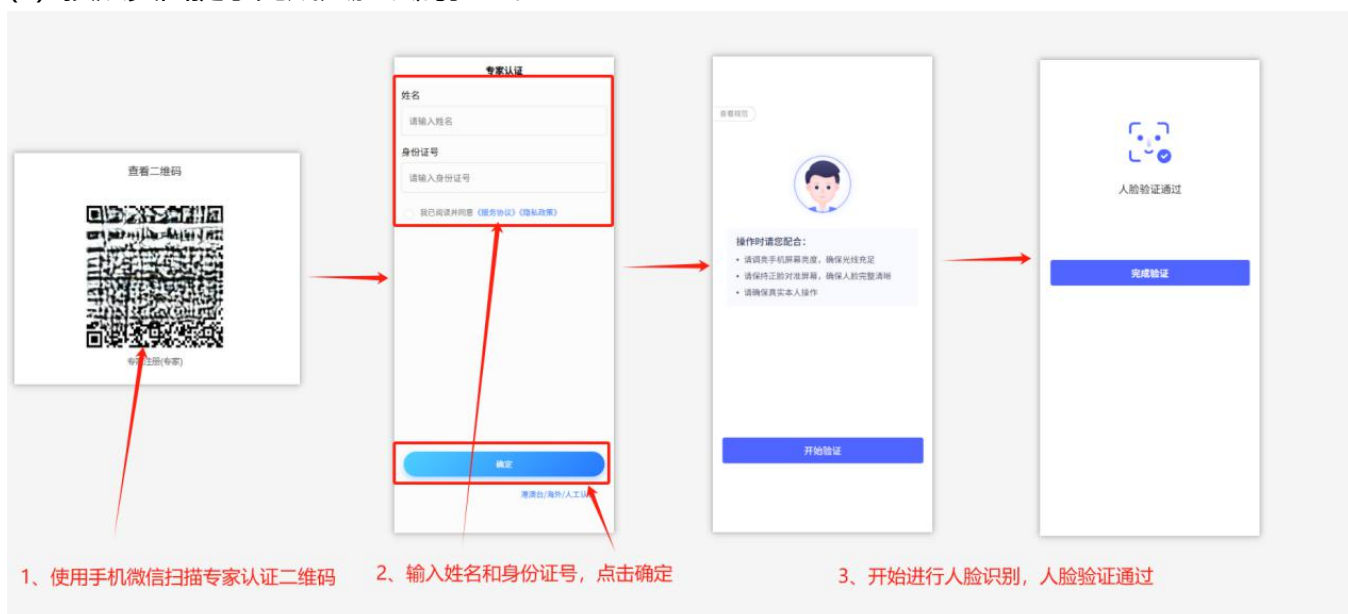 查看二维码
专家注册(专家)
专家认证
姓名
请输入姓名
身份证号
请输入身份证号
我已阅读并同意《服务协议》《隐私政策》
确定
港澳台/海外/人工认
查看规范
操作时请您配合：
• 请调亮手机屏幕亮度，确保光线充足
• 请保持正脸对准屏幕，确保人脸完整清晰
• 请确保真实本人操作
开始验证
人脸验证通过
完成验证
1、使用手机微信扫描专家认证二维码
2、输入姓名和身份证号，点击确定
3、开始进行人脸识别，人脸验证通过